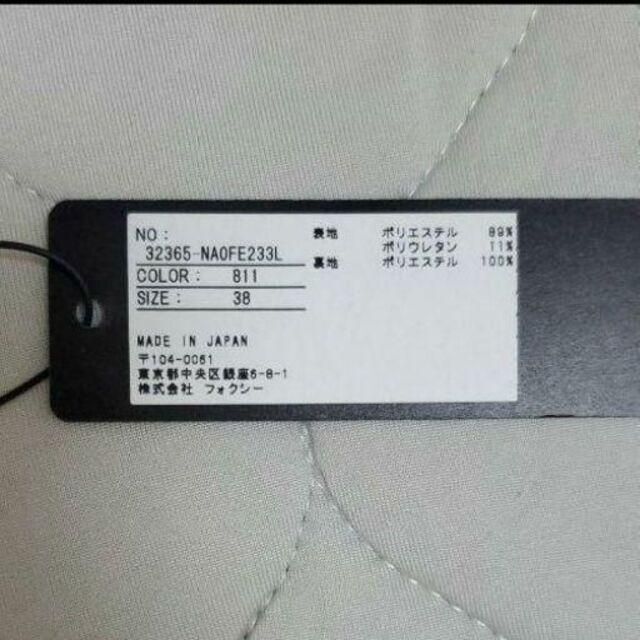 NO:
32365-NA0FE233L
COLOR: 811
SIZE: 38
MADE IN JAPAN
〒104-0061
東京都中央区銀座6-8-1
株式会社 フォクシー
表地 ポリエステル 89%
ポリウレタン 11%
裏地 ポリエステル 100%